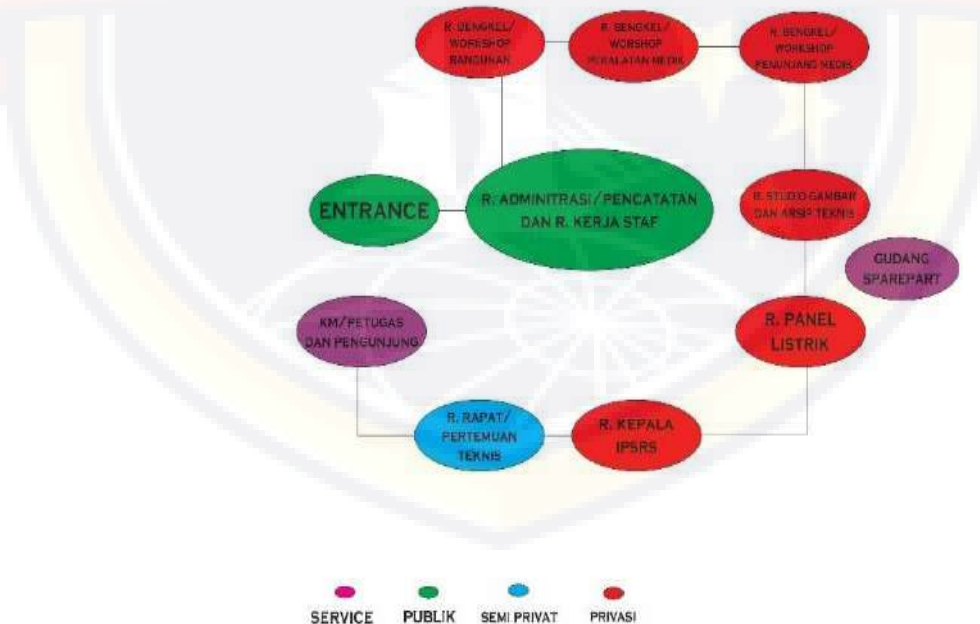 R. BENGKEL/
WORKSHOP
BANGUNAN
R. BENGKEL/
WORSHOP
PERALATAN MEDIK
R. BENGKEL/
WORKSHOP
PENUNJANG MEDIK
ENTRANCE
R. ADMINITRASI/PENCATATAN
DAN R. KERJA STAF
R. STUDIO GAMBAR
DAN ARSIP TEKNIS
GUDANG
SPAREPART
KM/PETUGAS
DAN PENGUNJUNG
R. PANEL
LISTRIK
R. RAPAT/
PERTEMUAN
TEKNIS
R. KEPALA
IPSRS
SERVICE
PUBLIK
SEMI PRIVAT
PRIVASI